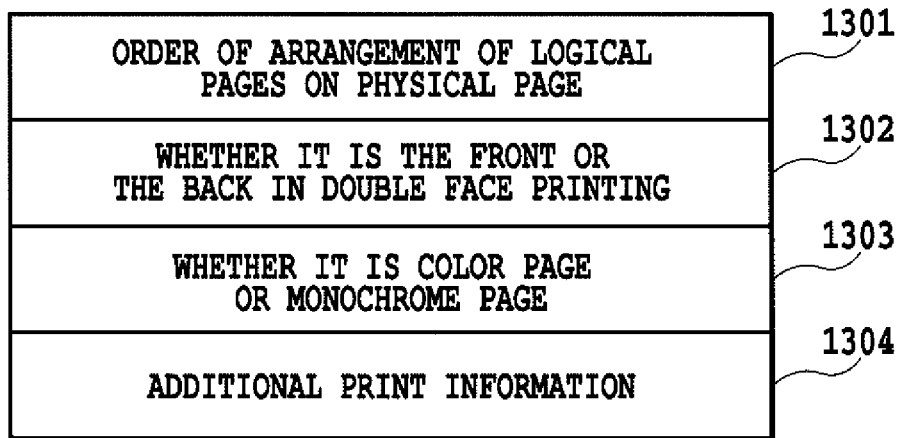 1301
ORDER OF ARRANGEMENT OF LOGICAL
PAGES ON PHYSICAL PAGE
1302
WHETHER IT IS THE FRONT OR
THE BACK IN DOUBLE FACE PRINTING
1303
WHETHER IT IS COLOR PAGE
OR MONOCHROME PAGE
1304
ADDITIONAL PRINT INFORMATION